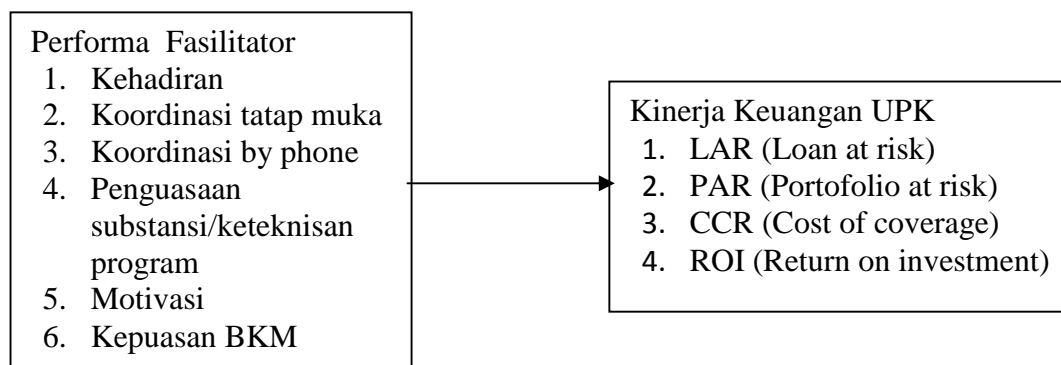 Performa Fasilitator
1. Kehadiran
2. Koordinasi tatap muka
3. Koordinasi by phone
4. Penguasaan
substansi/keteknisan
program
5. Motivasi
6. Kepuasan BKM
Kinerja Keuangan UPK
1. LAR (Loan at risk)
2. PAR (Portofolio at risk)
3. CCR (Cost of coverage)
4. ROI (Return on investment)